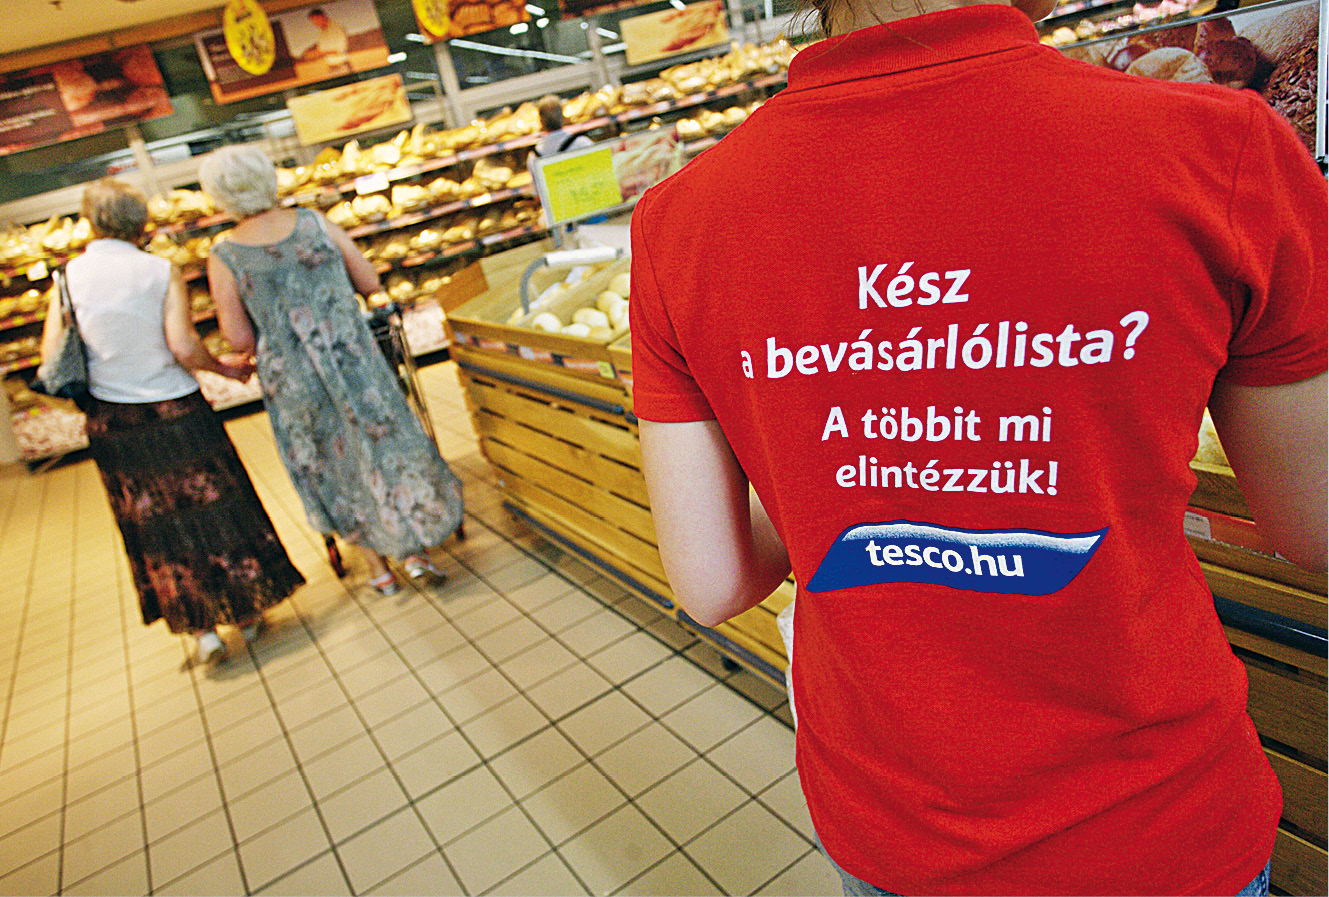 Kész
a bevásárlólista?
A többit mi
elintézzük!
tesco.hu